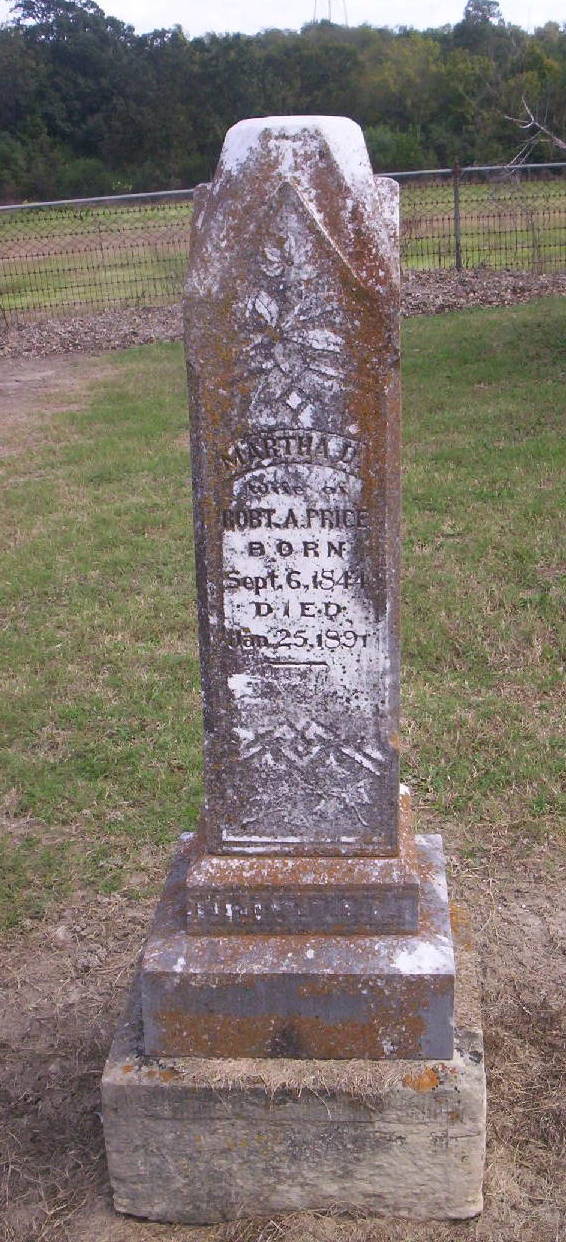 MARTHA H.
wife of
ROBT. A. PRICE
BORN
Sept. 6, 1844
DIED
Jan. 25, 1891